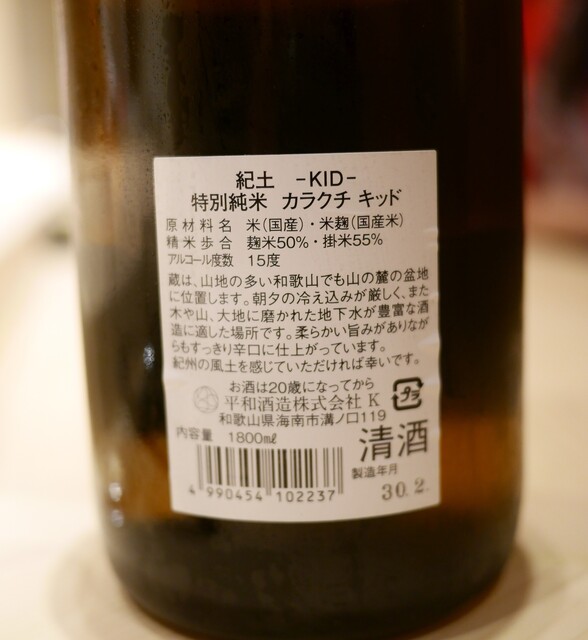 紀土 -KID-
特別純米 カラクチ キッド
原材料名 米(国産)・米麹(国産米)
精米歩合 麹米50%・掛米55%
アルコール度数 15度
蔵は、山地の多い和歌山でも山の麓の盆地
に位置します。朝夕の冷え込みが厳しく、また
木や山、大地に磨かれた地下水が豊富な酒
造に適した場所です。柔らかい旨みがありなが
らもすっきり辛口に仕上がっています。
紀州の風土を感じていただければ幸いです。
お酒は20歳になってから
平和酒造株式会社 K
プラ
和歌山県海南市溝ノ口119
内容量 1800㎖
清酒
製造年月
30. 2.
4 990454 102237